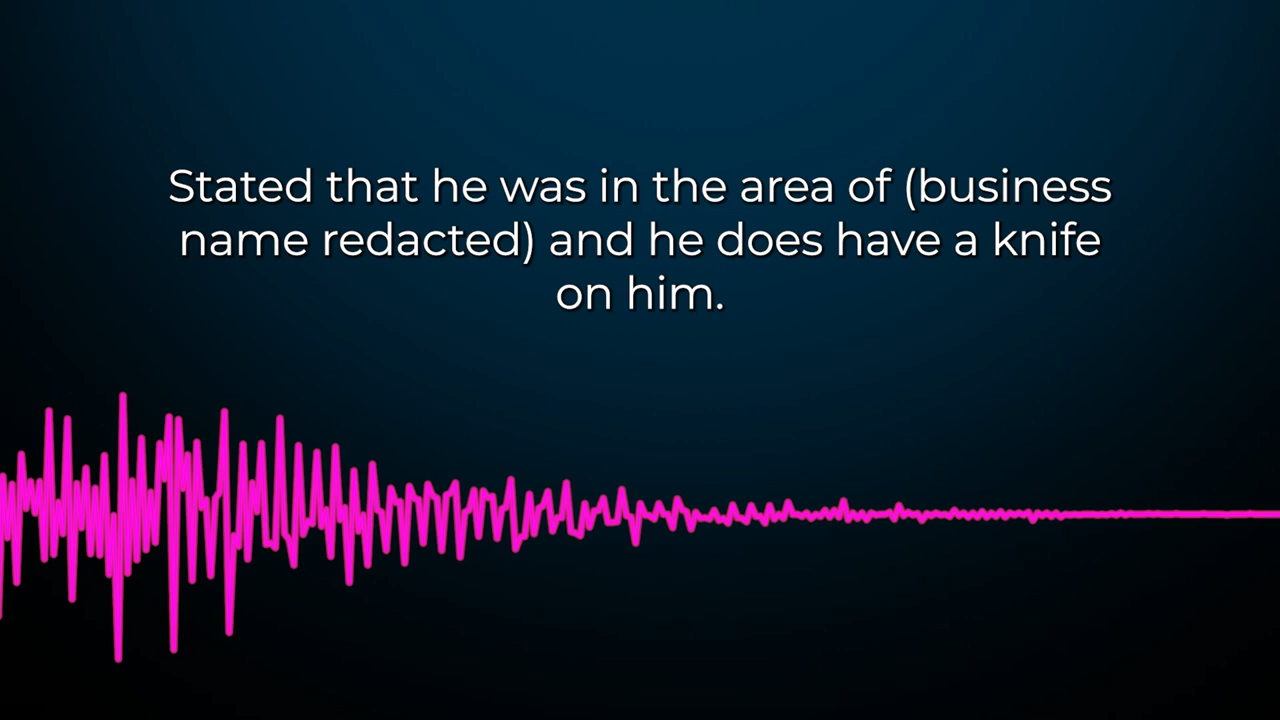 Stated that he was in the area of (business
name redacted) and he does have a knife
on him.